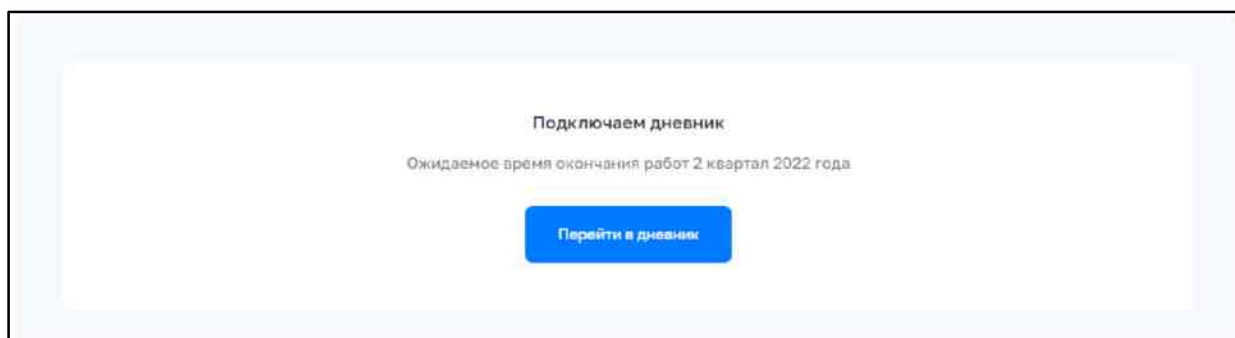 Подключаем дневник
Ожидаемое время окончания работ 2 квартал 2022 года
Перейти в дневник